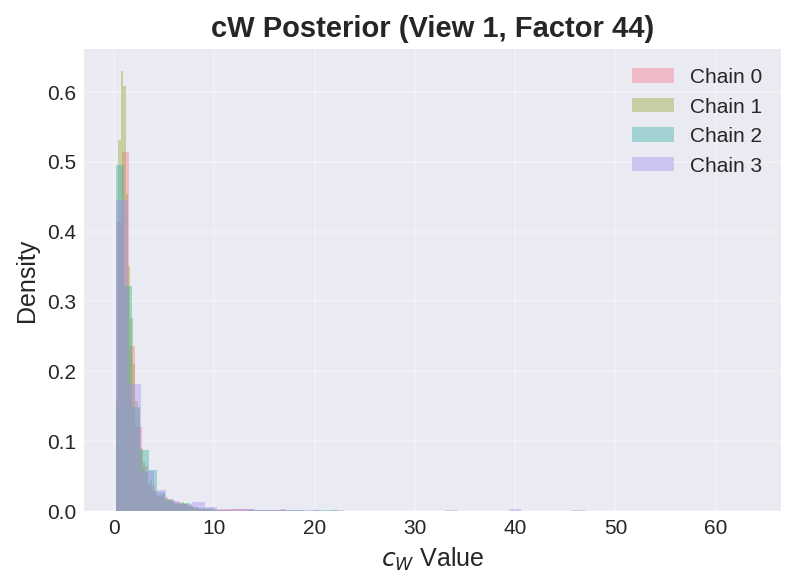 cW Posterior (View 1, Factor 44)
Chain 0
Chain 1
Chain 2
Chain 3
Density
0.6
0.5
0.4
0.3
0.2
0.1
0.0
0 10 20 30 40 50 60
c_W Value